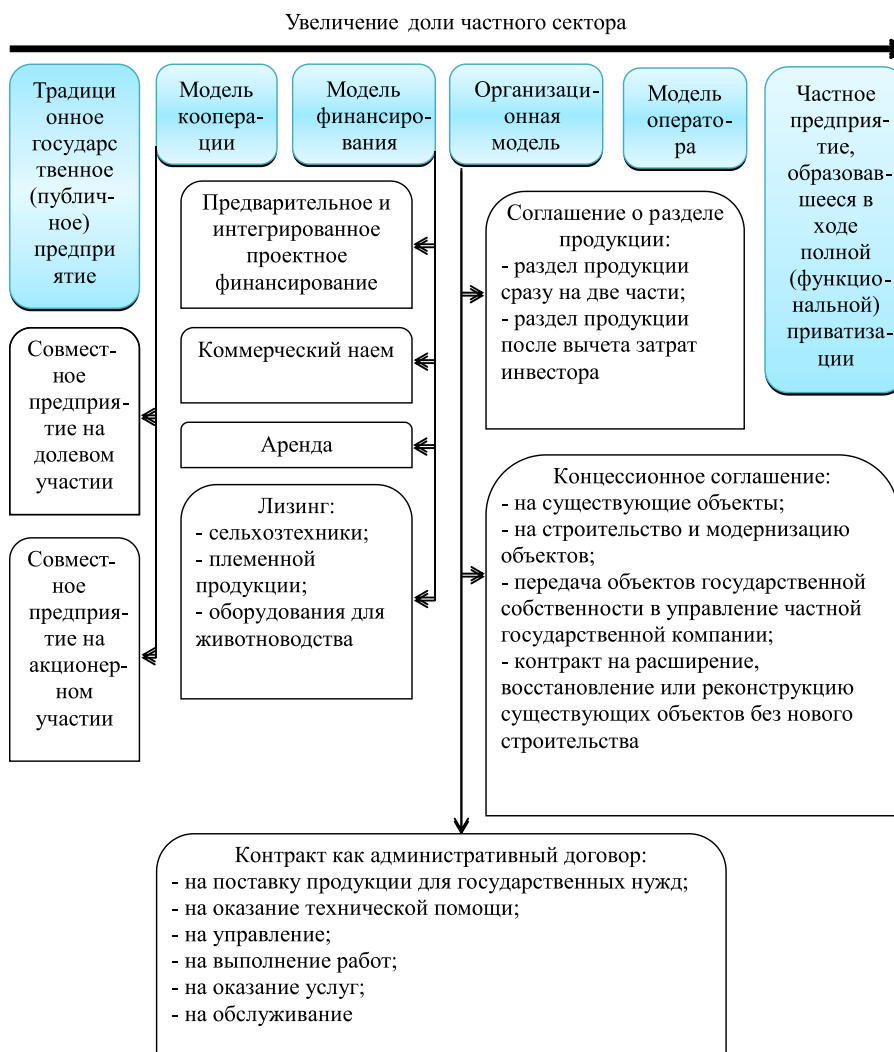 Увеличение доли частного сектора
Традици
онное
государс
твенное
(публич-
ное)
предпри
ятие
Модель
коопера-
ции
Модель
финансиро-
вания
Организаци-
онная
модель
Модель
операто-
ра
Частное
предприя-
тие,
образовав-
шееся в
ходе
полной
(функцио-
нальной)
приватиза-
ции
Совмест-
ное
предприя-
тие на
долевом
участии
Совмест-
ное
предприя-
тие на
акционер-
ном
участии
Предварительное и
интегрированное
проектное
финансирование
Коммерческий наем
Аренда
Лизинг:
- сельхозтехники;
- племенной
продукции;
- оборудования для
животноводства
Соглашение о разделе
продукции:
- раздел продукции
сразу на две части;
- раздел продукции
после вычета затрат
инвестора
Концессионное соглашение:
- на существующие объекты;
- на строительство и модернизацию
объектов;
- передача объектов государственной
собственности в управление частной
государственной компании;
- контракт на расширение,
восстановление или реконструкцию
существующих объектов без нового
строительства
Контракт как административный договор:
- на поставку продукции для государственных нужд;
- на оказание технической помощи;
- на управление;
- на выполнение работ;
- на оказание услуг;
- на обслуживание